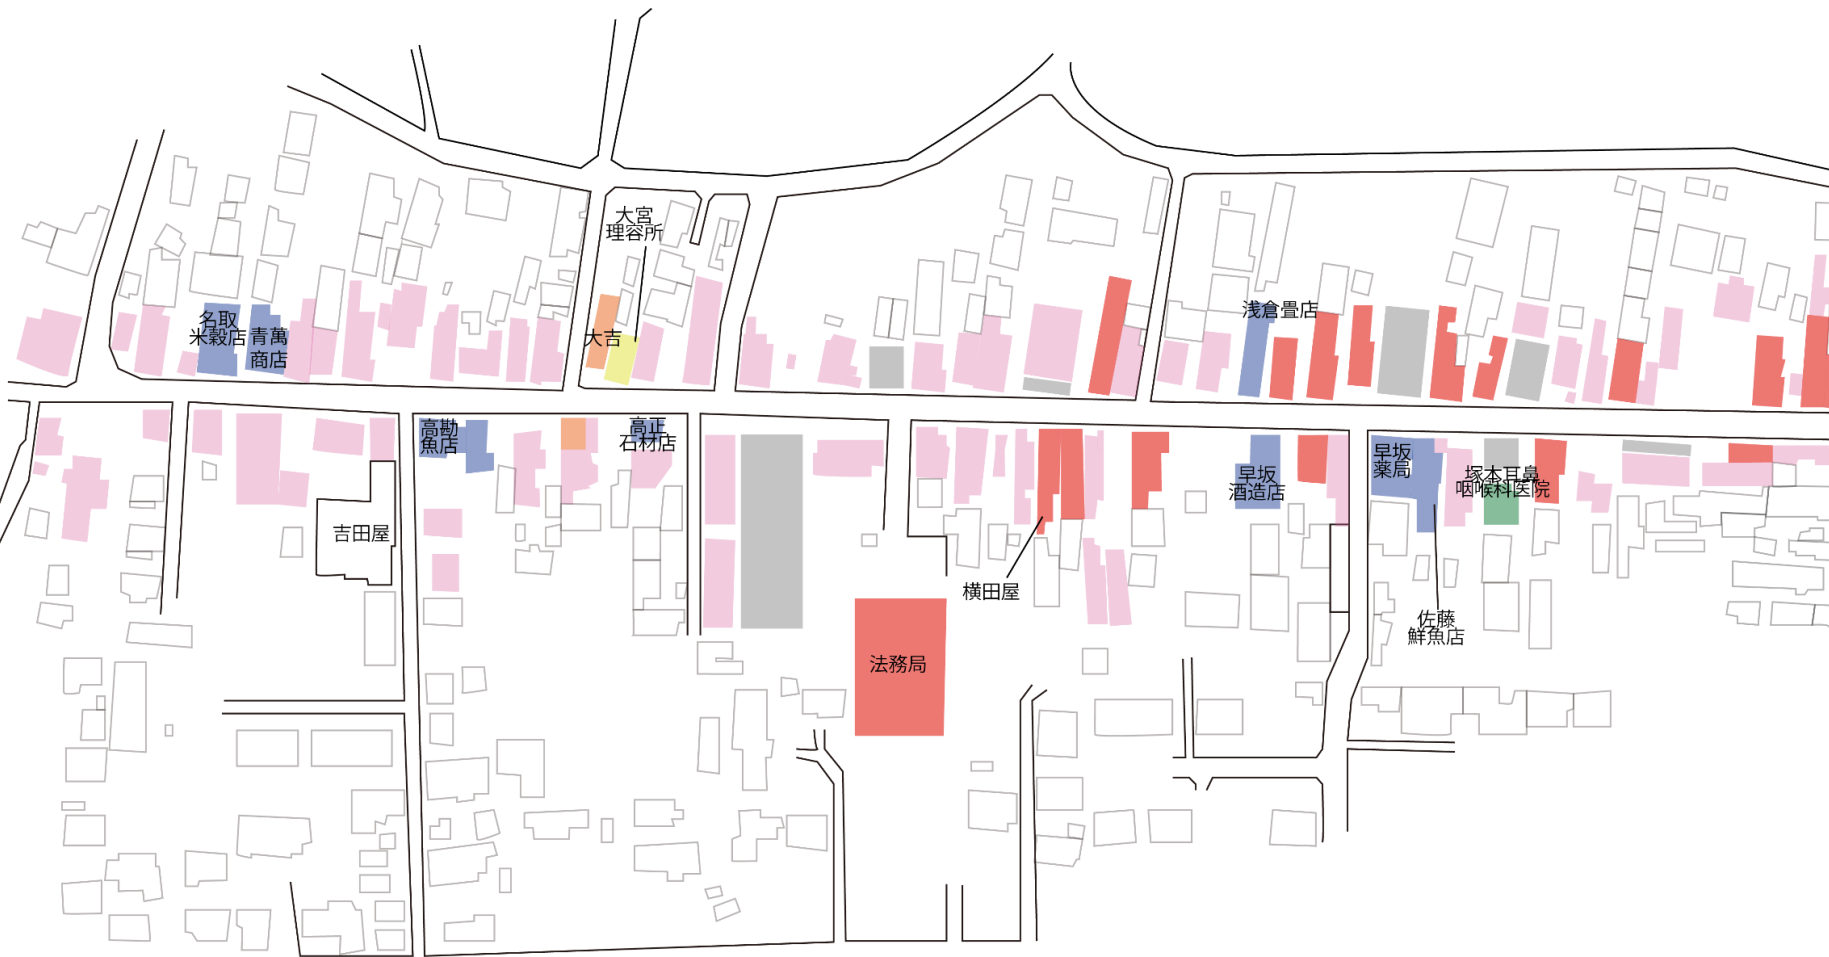 大宮
理容所
名取
米穀店
青萬
商店
大吉
浅倉畳店
高勘
魚店
高正
石材店
早坂
酒造店
早坂
薬局
塚本耳鼻
咽喉科医院
吉田屋
横田屋
佐藤
鮮魚店
法務局